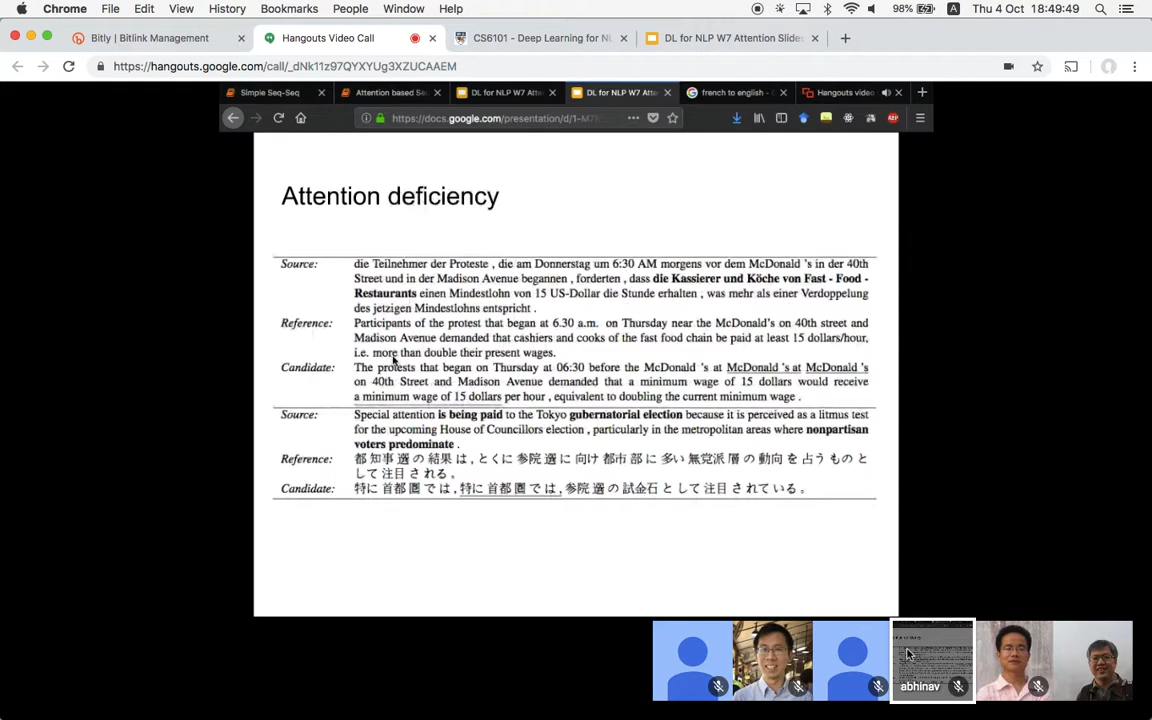 Chrome File Edit View History Bookmarks People Window Help 98% A Thu 4 Oct 18:49:49
Bitly | Bitlink Management Hangouts Video Call CS6101 - Deep Learning for NL DL for NLP W7 Attention Slides
https://hangouts.google.com/call/_dNk11z97QYXYUg3XZUCAAEM
Simple Seq-Seq Attention based Se DL for NLP W7 Atte DL for NLP W7 Atte french to english - G Hangouts video
https://docs.google.com/presentation/d/1-M7 ABP
Attention deficiency
Source: die Teilnehmer der Proteste , die am Donnerstag um 6:30 AM morgens vor dem McDonald 's in der 40th
Street und in der Madison Avenue begannen , forderten , dass die Kassierer und Köche von Fast - Food -
Restaurants einen Mindestlohn von 15 US-Dollar die Stunde erhalten , was mehr als einer Verdoppelung
des jetzigen Mindestlohns entspricht .
Reference: Participants of the protest that began at 6.30 a.m. on Thursday near the McDonald's on 40th street and
Madison Avenue demanded that cashiers and cooks of the fast food chain be paid at least 15 dollars/hour,
i.e. more than double their present wages.
Candidate: The protests that began on Thursday at 06:30 before the McDonald 's at McDonald 's at McDonald 's
on 40th Street and Madison Avenue demanded that a minimum wage of 15 dollars would receive
a minimum wage of 15 dollars per hour , equivalent to doubling the current minimum wage .
Source: Special attention is being paid to the Tokyo gubernatorial election because it is perceived as a litmus test
for the upcoming House of Councillors election , particularly in the metropolitan areas where nonpartisan
voters predominate .
Reference: 都 知事 選 の 結果 は , とくに 参院 選 に 向け 都市 部 に 多い 無党派 層 の 動向 を 占う もの と
し て 注目 さ れる 。
Candidate: 特に 首都 圏 で は , 特に 首都 圏 で は , 参院 選 の 試金石 と し て 注目 さ れ て いる 。
abhinav